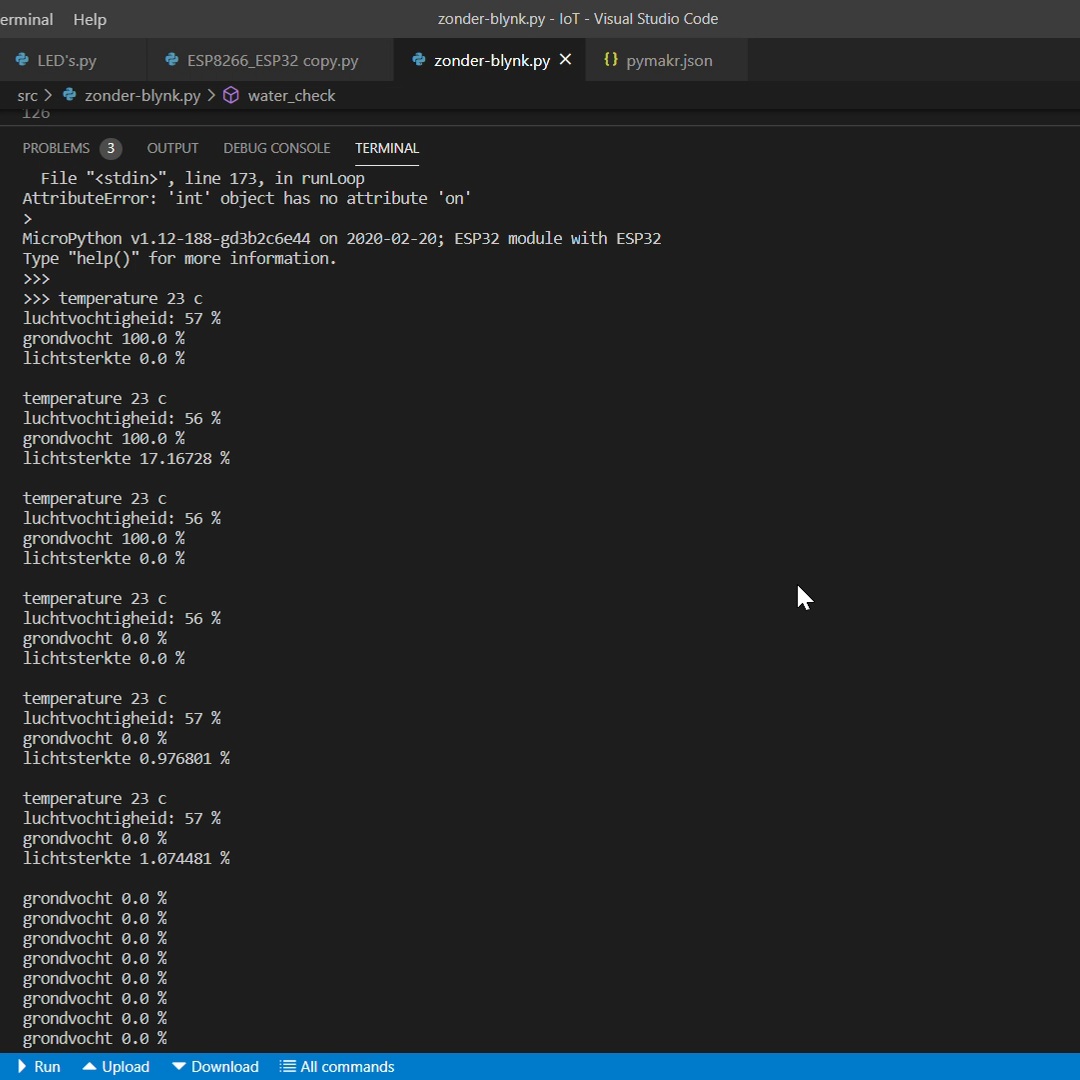 erminal Help zonder-blynk.py - IoT - Visual Studio Code
LED's.py ESP8266_ESP32 copy.py zonder-blynk.py pymakr.json
src > zonder-blynk.py > water_check
126
PROBLEMS 3 OUTPUT DEBUG CONSOLE TERMINAL
File "<stdin>", line 173, in runLoop
AttributeError: 'int' object has no attribute 'on'
>
MicroPython v1.12-188-gd3b2c6e44 on 2020-02-20; ESP32 module with ESP32
Type "help()" for more information.
>>>
>>> temperature 23 c
luchtvochtigheid: 57 %
grondvocht 100.0 %
lichtsterkte 0.0 %
temperature 23 c
luchtvochtigheid: 56 %
grondvocht 100.0 %
lichtsterkte 17.16728 %
temperature 23 c
luchtvochtigheid: 56 %
grondvocht 100.0 %
lichtsterkte 0.0 %
temperature 23 c
luchtvochtigheid: 56 %
grondvocht 0.0 %
lichtsterkte 0.0 %
temperature 23 c
luchtvochtigheid: 57 %
grondvocht 0.0 %
lichtsterkte 0.976801 %
temperature 23 c
luchtvochtigheid: 57 %
grondvocht 0.0 %
lichtsterkte 1.074481 %
grondvocht 0.0 %
grondvocht 0.0 %
grondvocht 0.0 %
grondvocht 0.0 %
grondvocht 0.0 %
grondvocht 0.0 %
grondvocht 0.0 %
grondvocht 0.0 %
Run Upload Download All commands